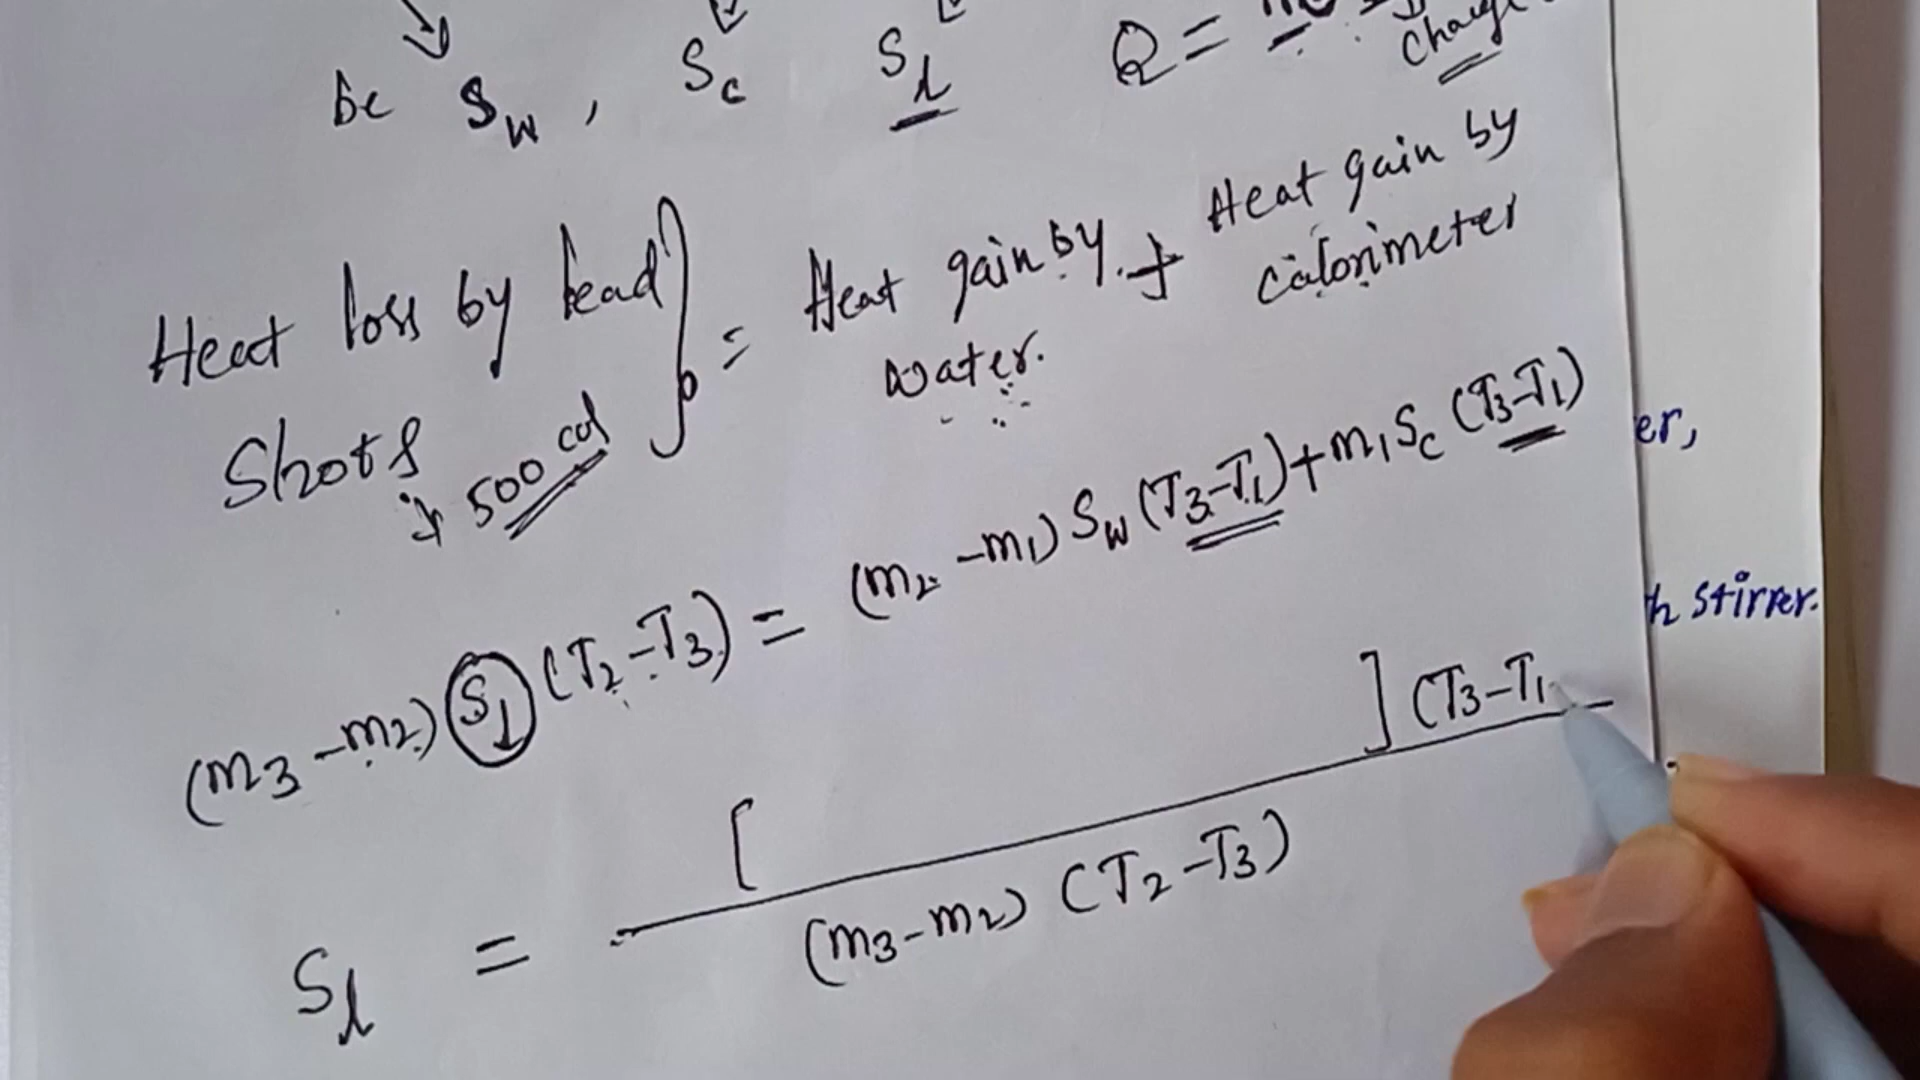 be Sw, Sc Sl Q =
Change
Heat loss by lead Shots } = Heat gain by water. + Heat gain by calorimeter
→ 500 cal
(m3-m2) Sl (T2-T3) = (m2-m1) Sw (T3-T1) + m1 Sc (T3-T1)
Sl = [ ] (T3-T1
(m3-m2) (T2-T3)
er,
h stirrer.